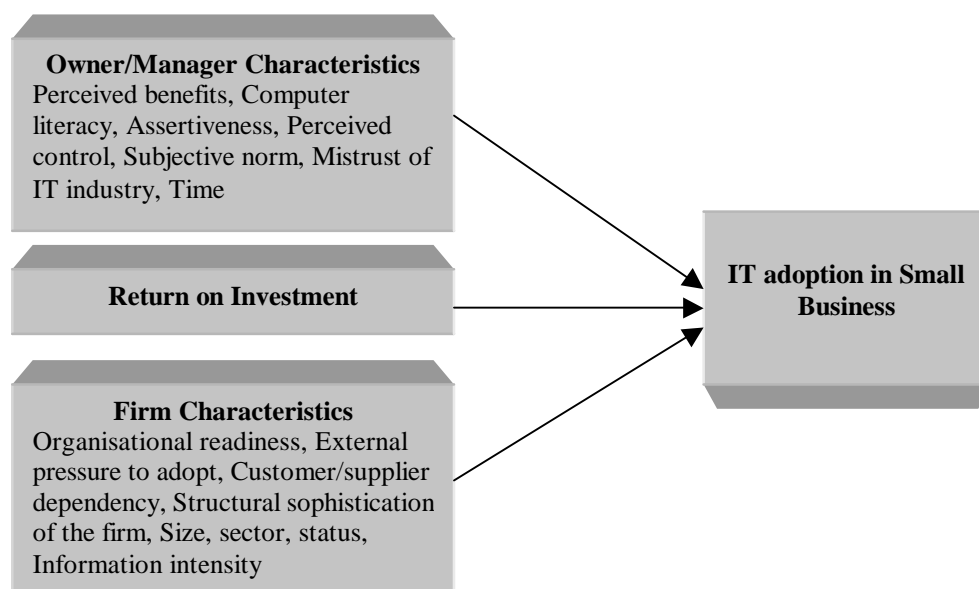 Owner/Manager Characteristics
Perceived benefits, Computer
literacy, Assertiveness, Perceived
control, Subjective norm, Mistrust of
IT industry, Time
Return on Investment
Firm Characteristics
Organisational readiness, External
pressure to adopt, Customer/supplier
dependency, Structural sophistication
of the firm, Size, sector, status,
Information intensity
IT adoption in Small
Business